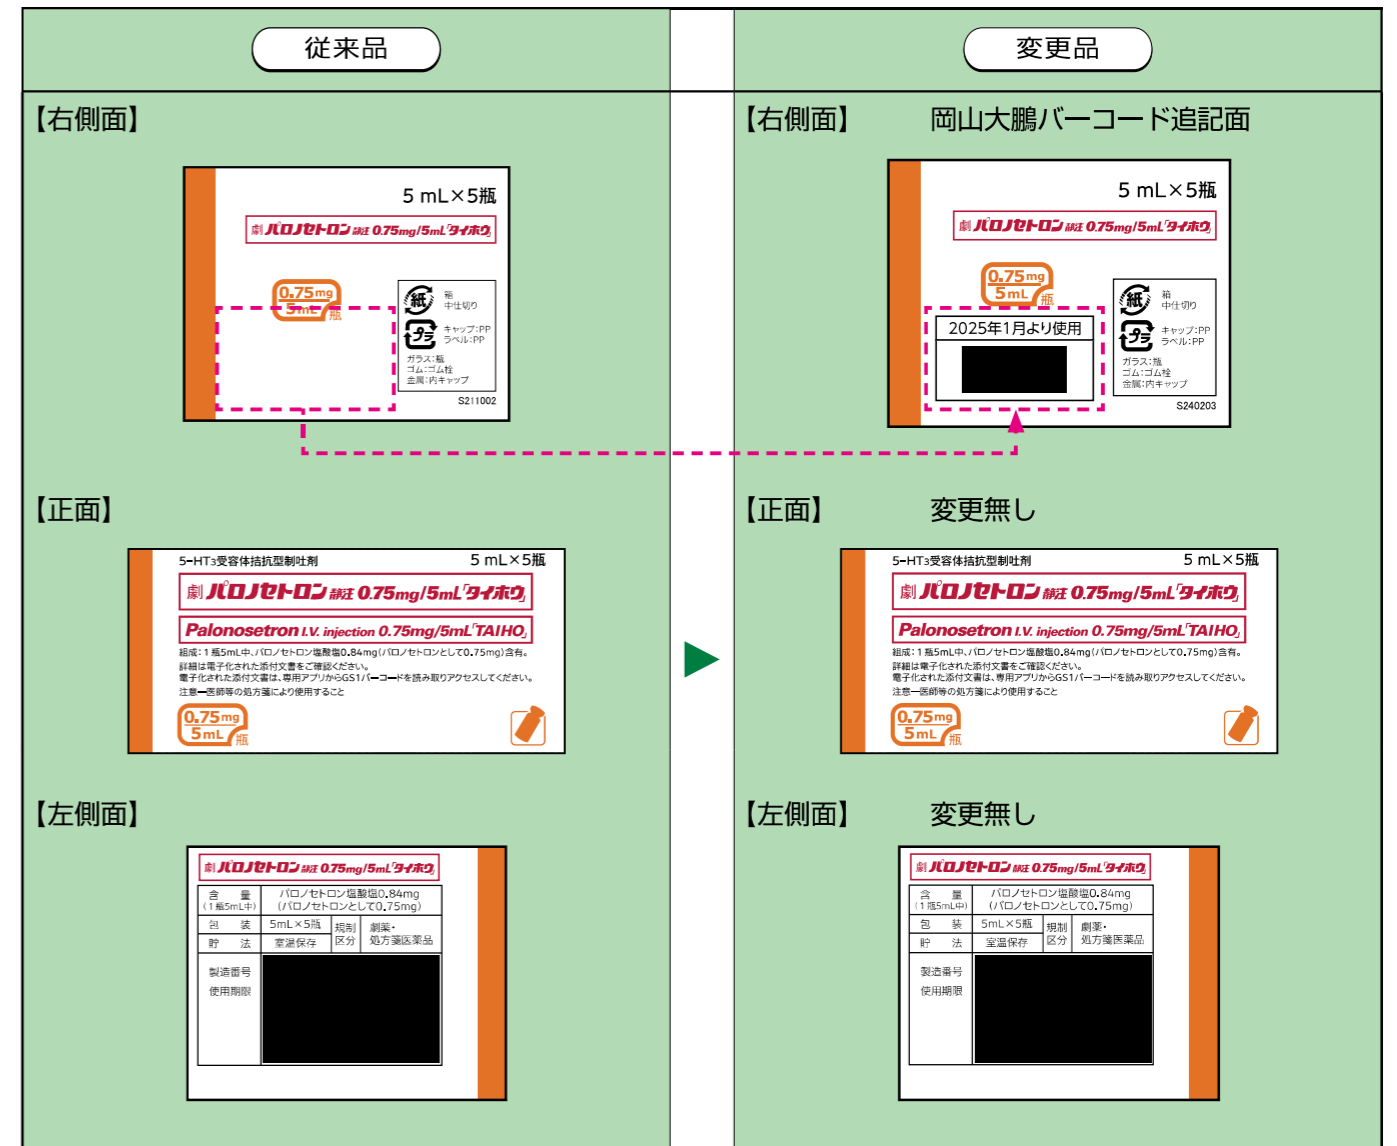 従来品
変更品
【右側面】
5 mL×5瓶
劇 パロノセトロン 静注 0.75mg/5mL「タイホウ」
0.75mg
5mL 瓶
紙
箱
中仕切り
プラ
キャップ:PP
ラベル:PP
ガラス:瓶
ゴム:ゴム栓
金属:内キャップ
S211002
【右側面】 岡山大鵬バーコード追記面
5 mL×5瓶
劇 パロノセトロン 静注 0.75mg/5mL「タイホウ」
0.75mg
5mL 瓶
2025年1月より使用
紙
箱
中仕切り
プラ
キャップ:PP
ラベル:PP
ガラス:瓶
ゴム:ゴム栓
金属:内キャップ
S240203
【正面】
5-HT3受容体拮抗型制吐剤 5 mL×5瓶
劇 パロノセトロン 静注 0.75mg/5mL「タイホウ」
Palonosetron I.V. injection 0.75mg/5mL「TAIHO」
組成:1瓶5mL中、パロノセトロン塩酸塩0.84mg(パロノセトロンとして0.75mg)含有。
詳細は電子化された添付文書をご確認ください。
電子化された添付文書は、専用アプリからGS1バーコードを読み取りアクセスしてください。
注意―医師等の処方箋により使用すること
0.75mg
5mL 瓶
【正面】 変更無し
5-HT3受容体拮抗型制吐剤 5 mL×5瓶
劇 パロノセトロン 静注 0.75mg/5mL「タイホウ」
Palonosetron I.V. injection 0.75mg/5mL「TAIHO」
組成:1瓶5mL中、パロノセトロン塩酸塩0.84mg(パロノセトロンとして0.75mg)含有。
詳細は電子化された添付文書をご確認ください。
電子化された添付文書は、専用アプリからGS1バーコードを読み取りアクセスしてください。
注意―医師等の処方箋により使用すること
0.75mg
5mL 瓶
【左側面】
劇 パロノセトロン 静注 0.75mg/5mL「タイホウ」
含量 パロノセトロン塩酸塩0.84mg
(1瓶5mL中) (パロノセトロンとして0.75mg)
包装 5mL×5瓶 規制 劇薬・
貯法 室温保存 区分 処方箋医薬品
製造番号
使用期限
【左側面】 変更無し
劇 パロノセトロン 静注 0.75mg/5mL「タイホウ」
含量 パロノセトロン塩酸塩0.84mg
(1瓶5mL中) (パロノセトロンとして0.75mg)
包装 5mL×5瓶 規制 劇薬・
貯法 室温保存 区分 処方箋医薬品
製造番号
使用期限